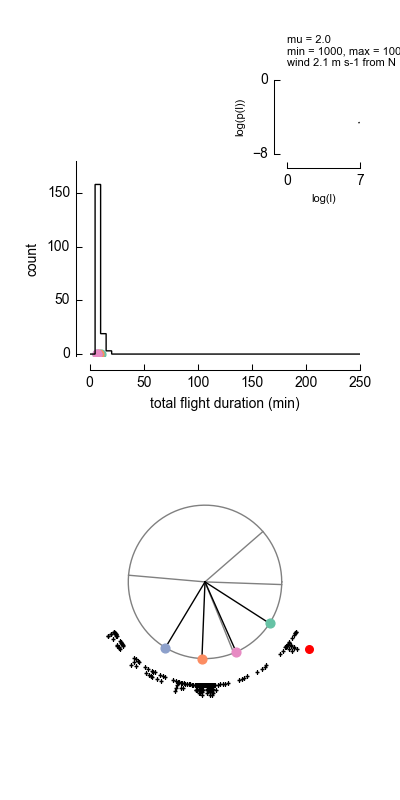 mu = 2.0
min = 1000, max = 100
wind 2.1 m s-1 from N
0
log(p(l))
−8
0
7
log(l)
150
100
50
0
count
0
50
100
150
200
250
total flight duration (min)